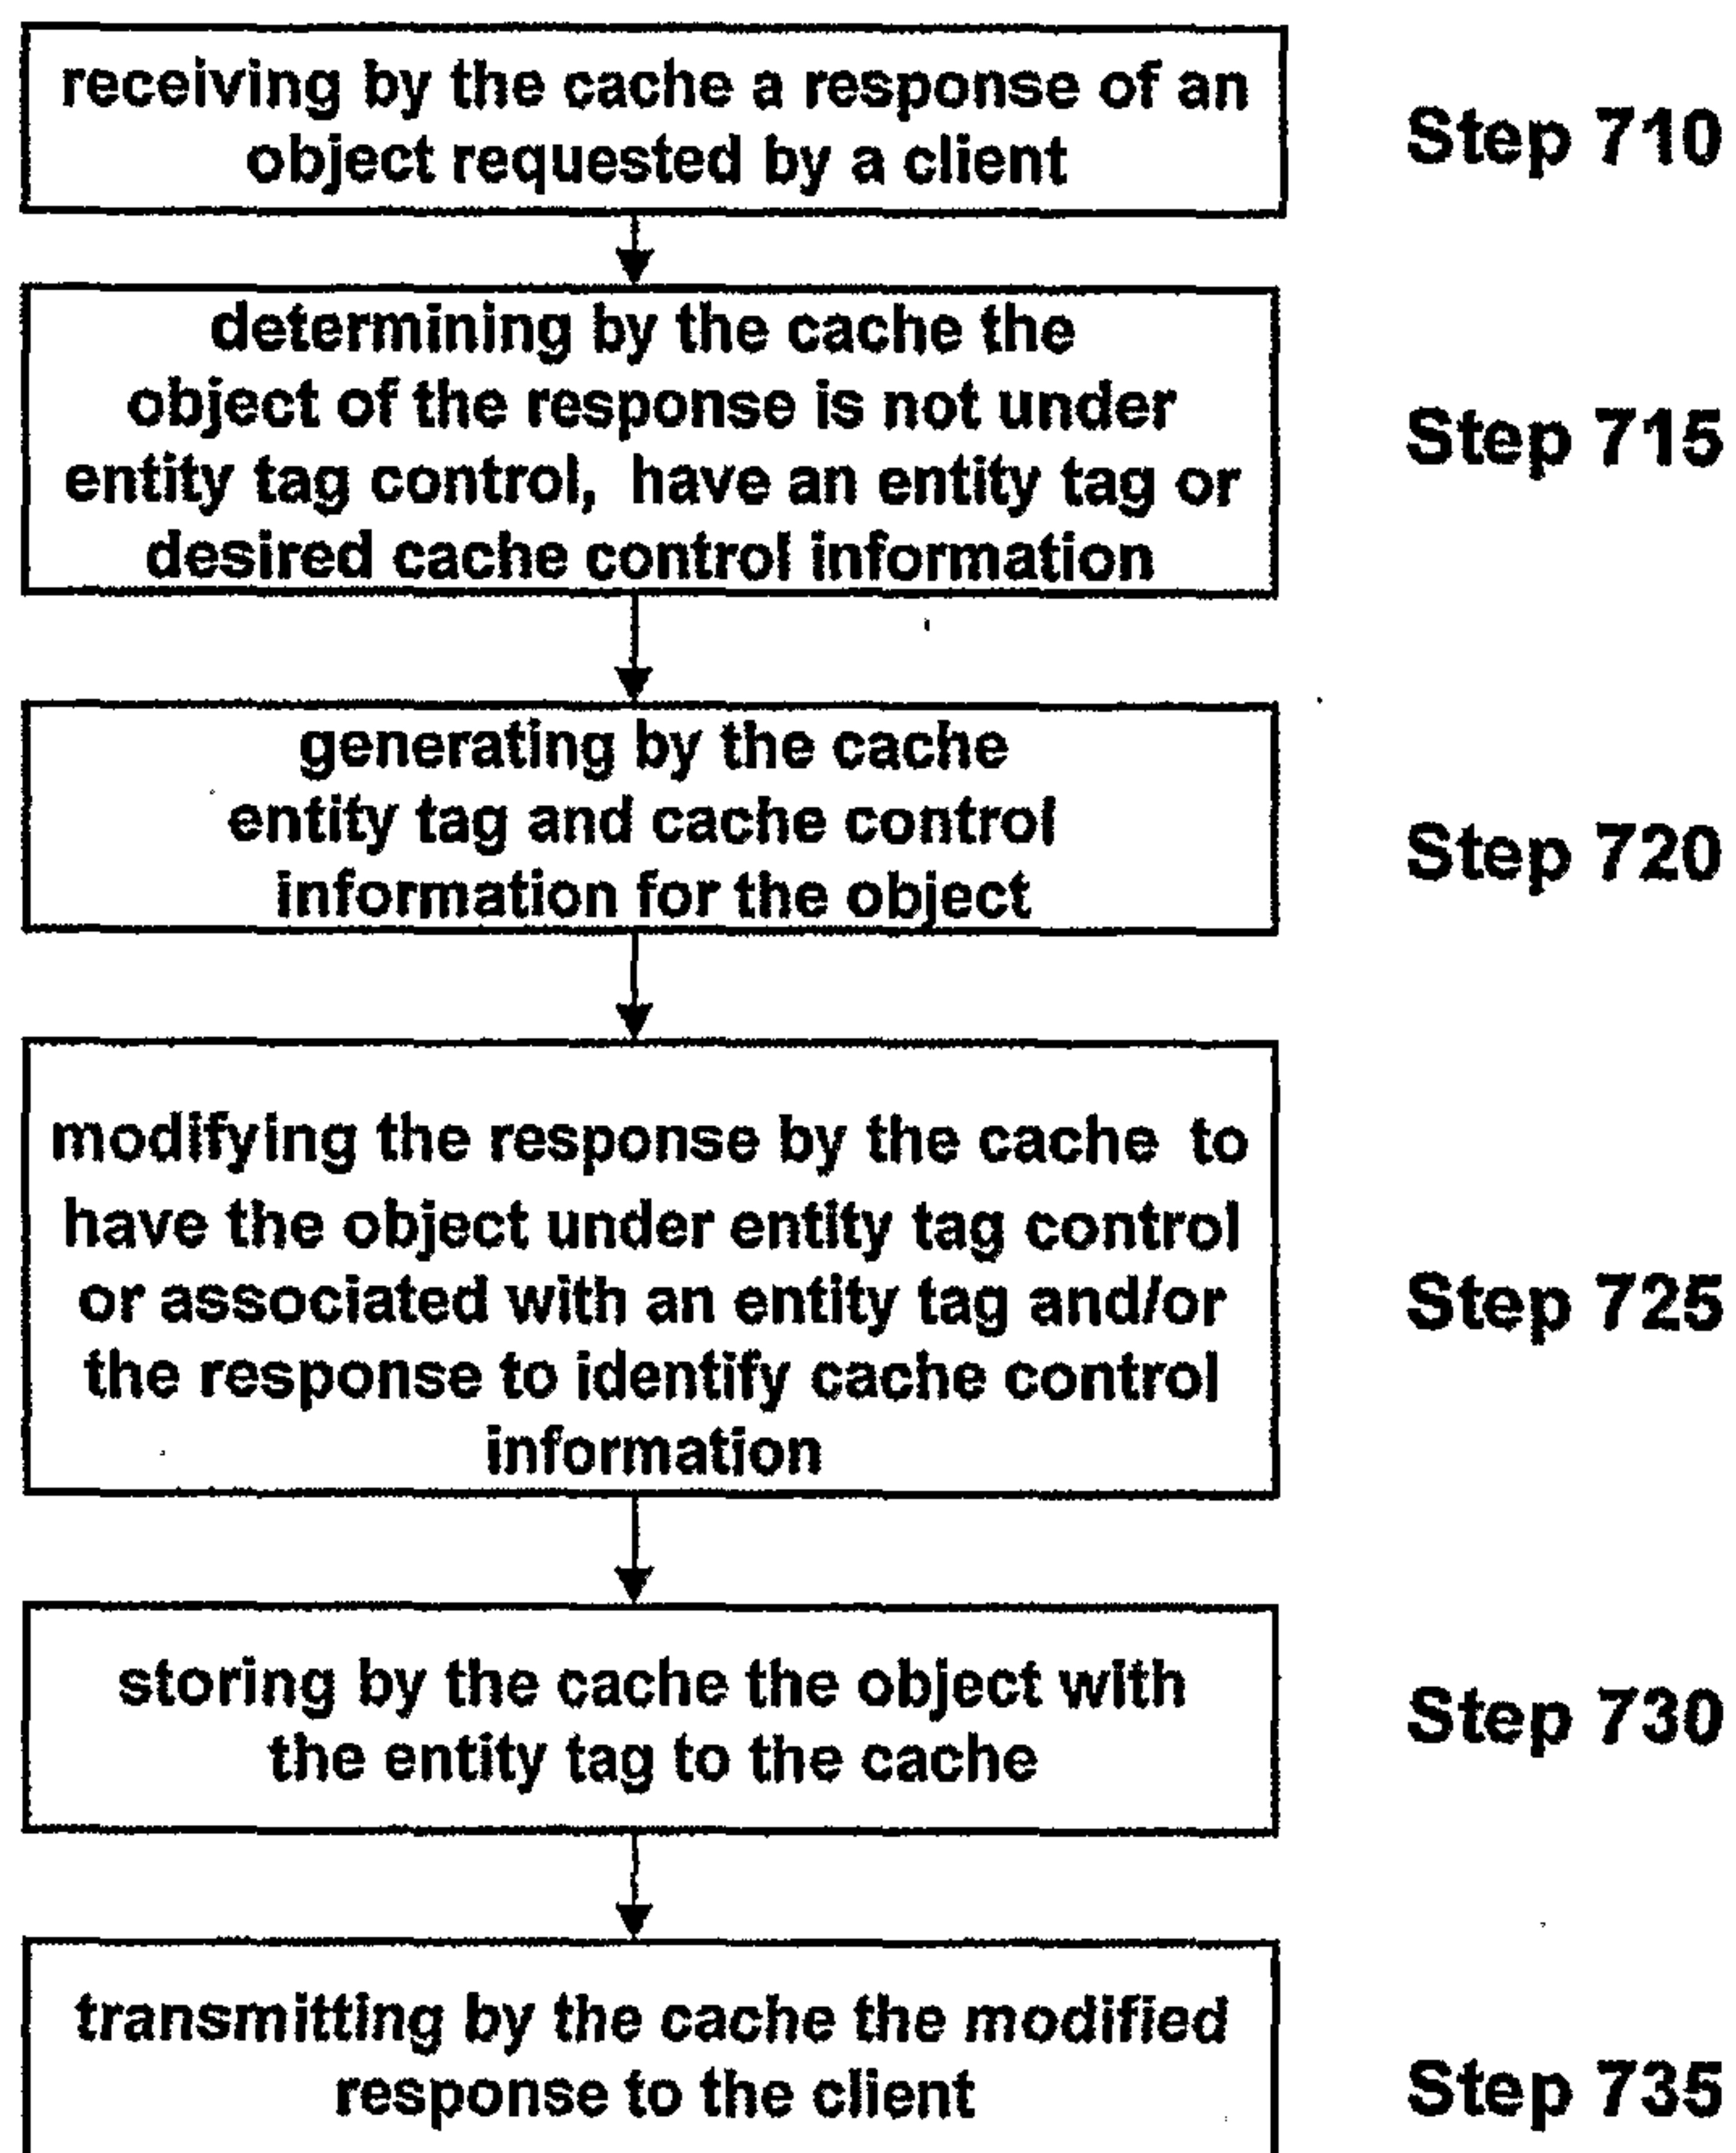 receiving by the cache a response of an
object requested by a client
Step 710
determining by the cache the
object of the response is not under
entity tag control, have an entity tag or
desired cache control information
Step 715
generating by the cache
entity tag and cache control
information for the object
Step 720
modifying the response by the cache to
have the object under entity tag control
or associated with an entity tag and/or
the response to identify cache control
information
Step 725
storing by the cache the object with
the entity tag to the cache
Step 730
transmitting by the cache the modified
response to the client
Step 735